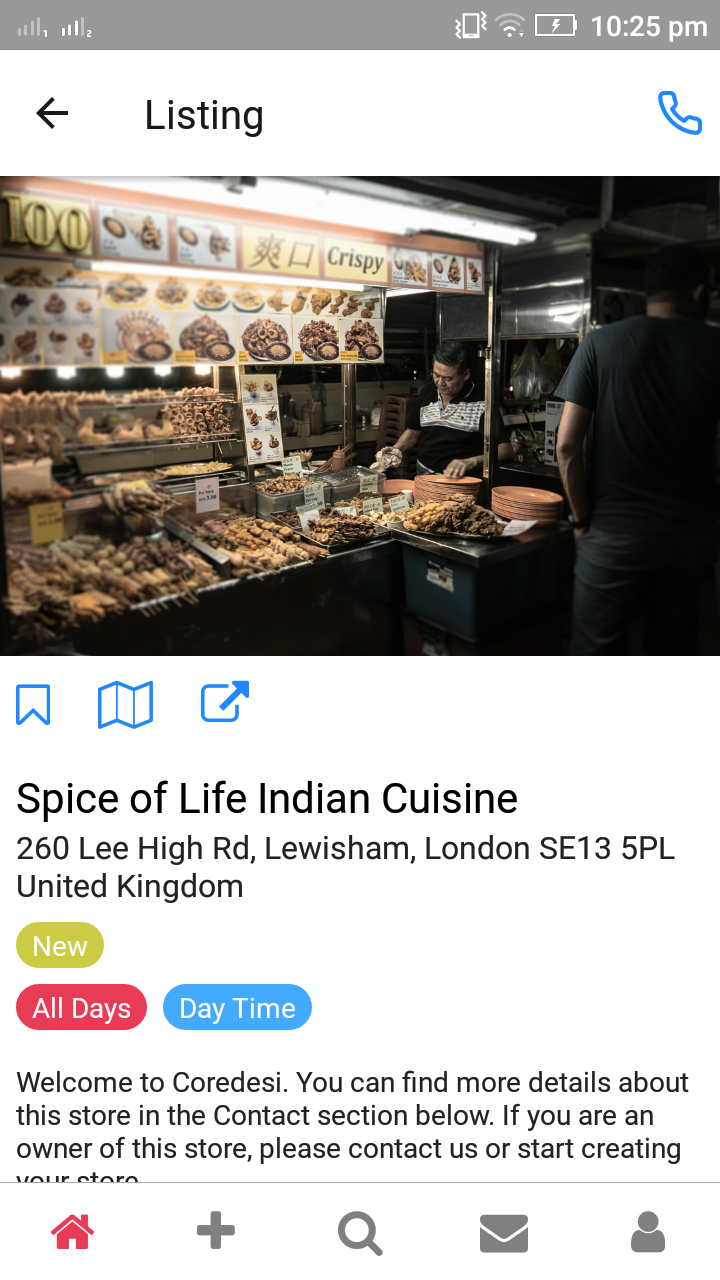 10:25 pm
Listing
100
爽口 Crispy
Spice of Life Indian Cuisine
260 Lee High Rd, Lewisham, London SE13 5PL
United Kingdom
New
All Days Day Time
Welcome to Coredesi. You can find more details about
this store in the Contact section below. If you are an
owner of this store, please contact us or start creating
your store